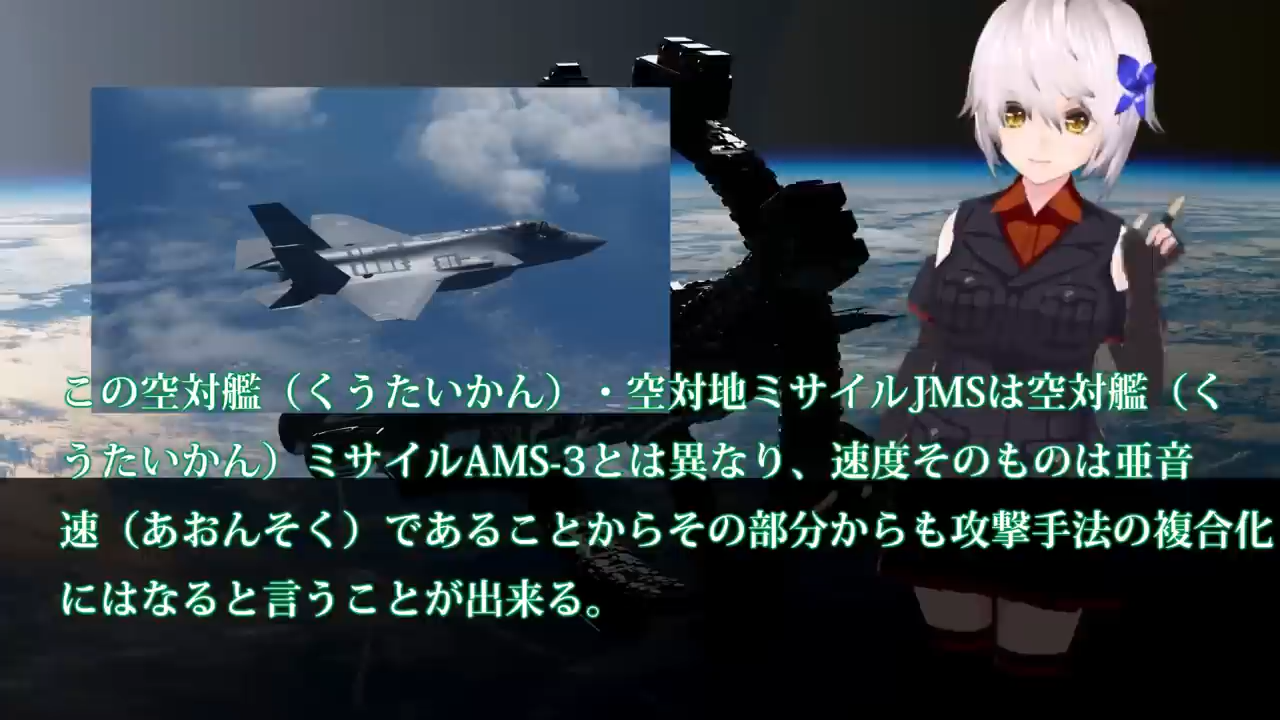 この空対艦（くうたいかん）・空対地ミサイルJMSは空対艦（く
うたいかん）ミサイルAMS-3とは異なり、速度そのものは亜音
速（あおんそく）であることからその部分からも攻撃手法の複合化
にはなると言うことが出来る。